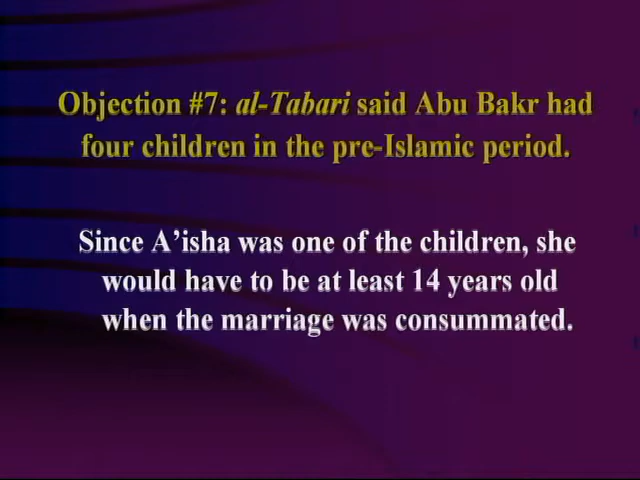 Objection #7: al-Tabari said Abu Bakr had
four children in the pre-Islamic period.
Since A’isha was one of the children, she
would have to be at least 14 years old
when the marriage was consummated.